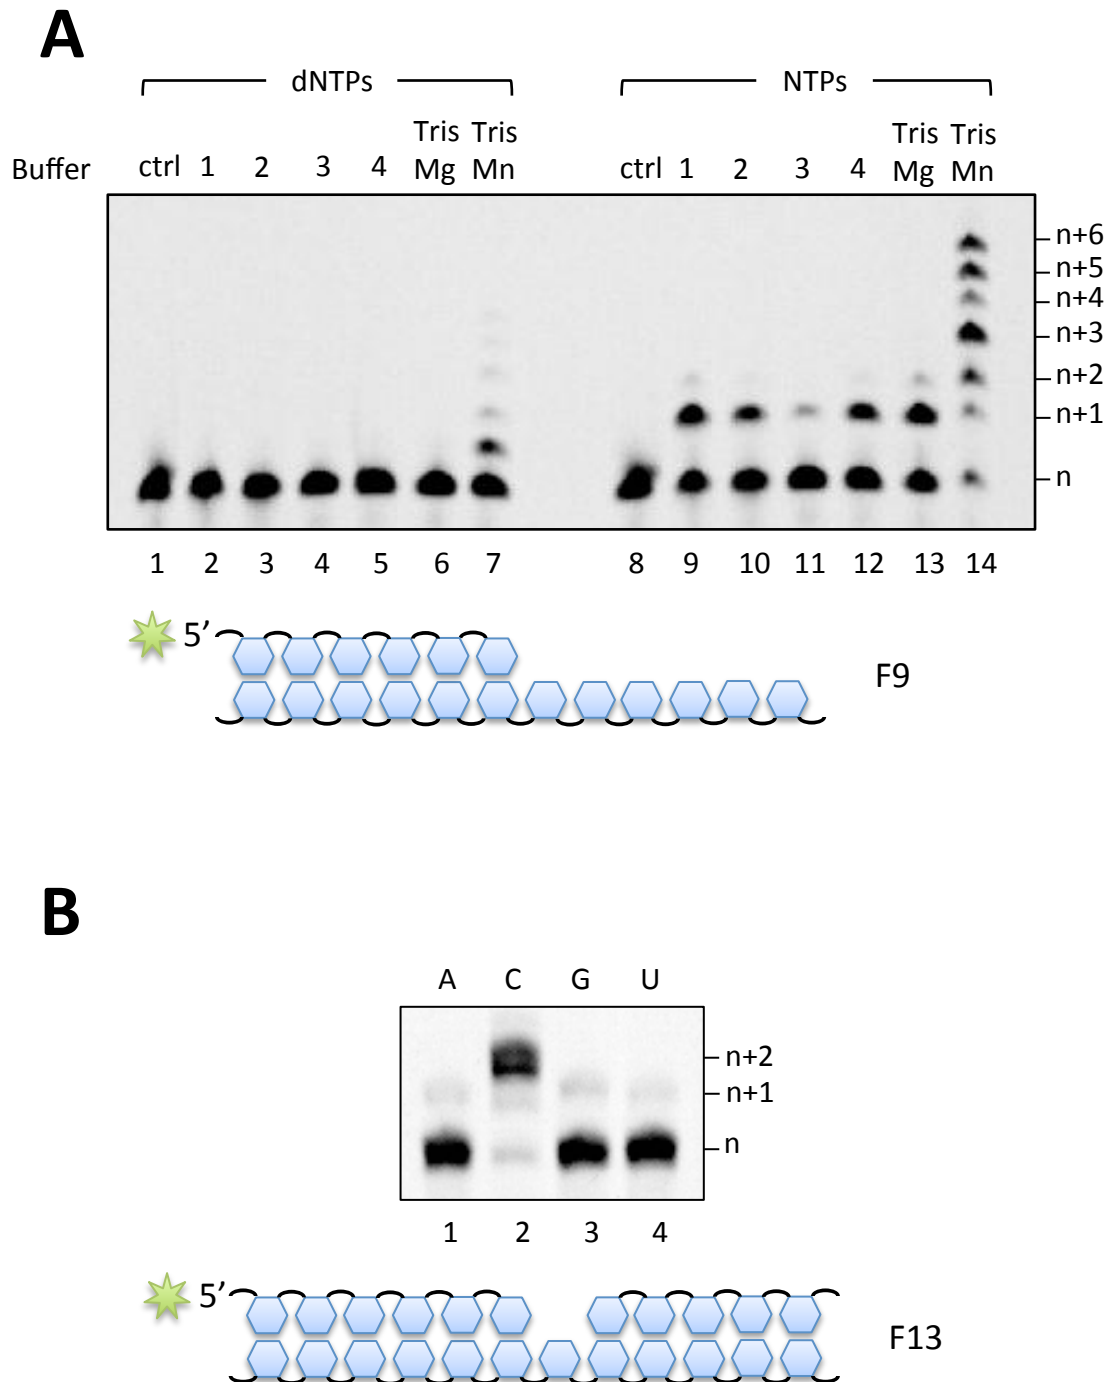 A
dNTPs NTPs
Buffer ctrl 1 2 3 4 Tris Mg Tris Mn ctrl 1 2 3 4 Tris Mg Tris Mn
n+6
n+5
n+4
n+3
n+2
n+1
n
1 2 3 4 5 6 7 8 9 10 11 12 13 14
5’
F9
B
A C G U
n+2
n+1
n
1 2 3 4
5’
F13